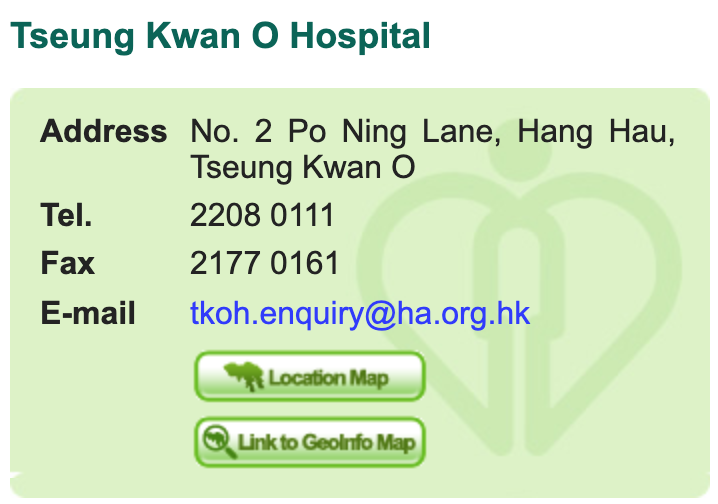 Tseung Kwan O Hospital
Address No. 2 Po Ning Lane, Hang Hau,
Tseung Kwan O
Tel. 2208 0111
Fax 2177 0161
E-mail tkoh.enquiry@ha.org.hk
Location Map
Link to GeoInfo Map